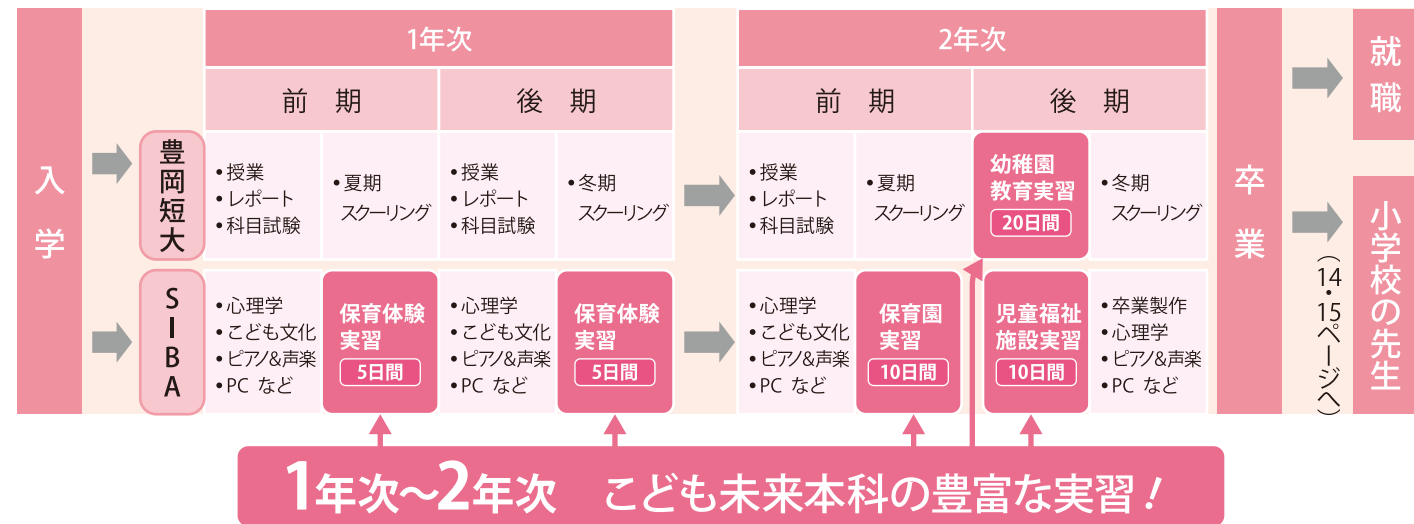 入学
1年次
2年次
前 期
後 期
前 期
後 期
豊岡短大
•授業
•レポート
•科目試験
•夏期
スクーリング
•授業
•レポート
•科目試験
•冬期
スクーリング
•授業
•レポート
•科目試験
•夏期
スクーリング
幼稚園
教育実習
20日間
•冬期
スクーリング
SIBA
•心理学
•こども文化
•ピアノ&声楽
•PC など
保育体験
実習
5日間
•心理学
•こども文化
•ピアノ&声楽
•PC など
保育体験
実習
5日間
•心理学
•こども文化
•ピアノ&声楽
•PC など
保育園
実習
10日間
児童福祉
施設実習
10日間
•卒業製作
•心理学
•ピアノ&声楽
•PC など
卒業
就職
小学校の先生
(14・15ページへ)
1年次~2年次 こども未来本科の豊富な実習!